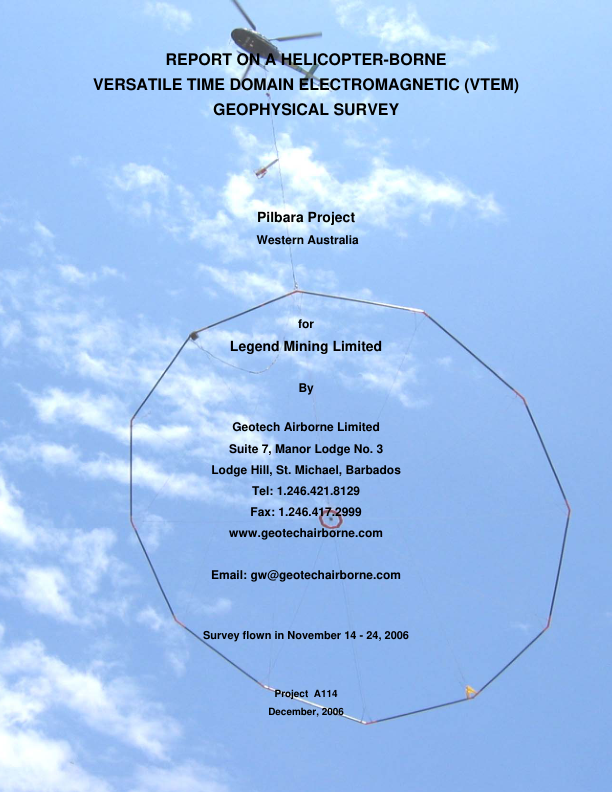 REPORT ON A HELICOPTER-BORNE
VERSATILE TIME DOMAIN ELECTROMAGNETIC (VTEM)
GEOPHYSICAL SURVEY
Pilbara Project
Western Australia
for
Legend Mining Limited
By
Geotech Airborne Limited
Suite 7, Manor Lodge No. 3
Lodge Hill, St. Michael, Barbados
Tel: 1.246.421.8129
Fax: 1.246.417.2999
www.geotechairborne.com
Email: gw@geotechairborne.com
Survey flown in November 14 - 24, 2006
Project A114
December, 2006